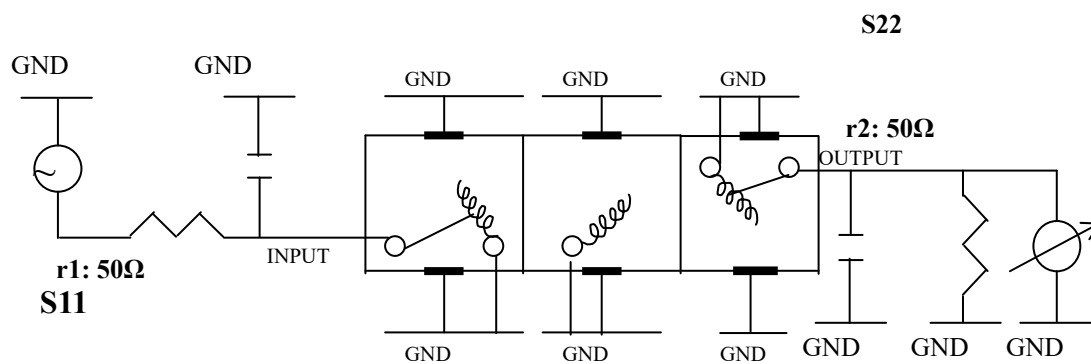 S22
GND
GND
GND
GND
GND
r2: 50Ω
OUTPUT
INPUT
r1: 50Ω
S11
GND
GND
GND
GND
GND
GND